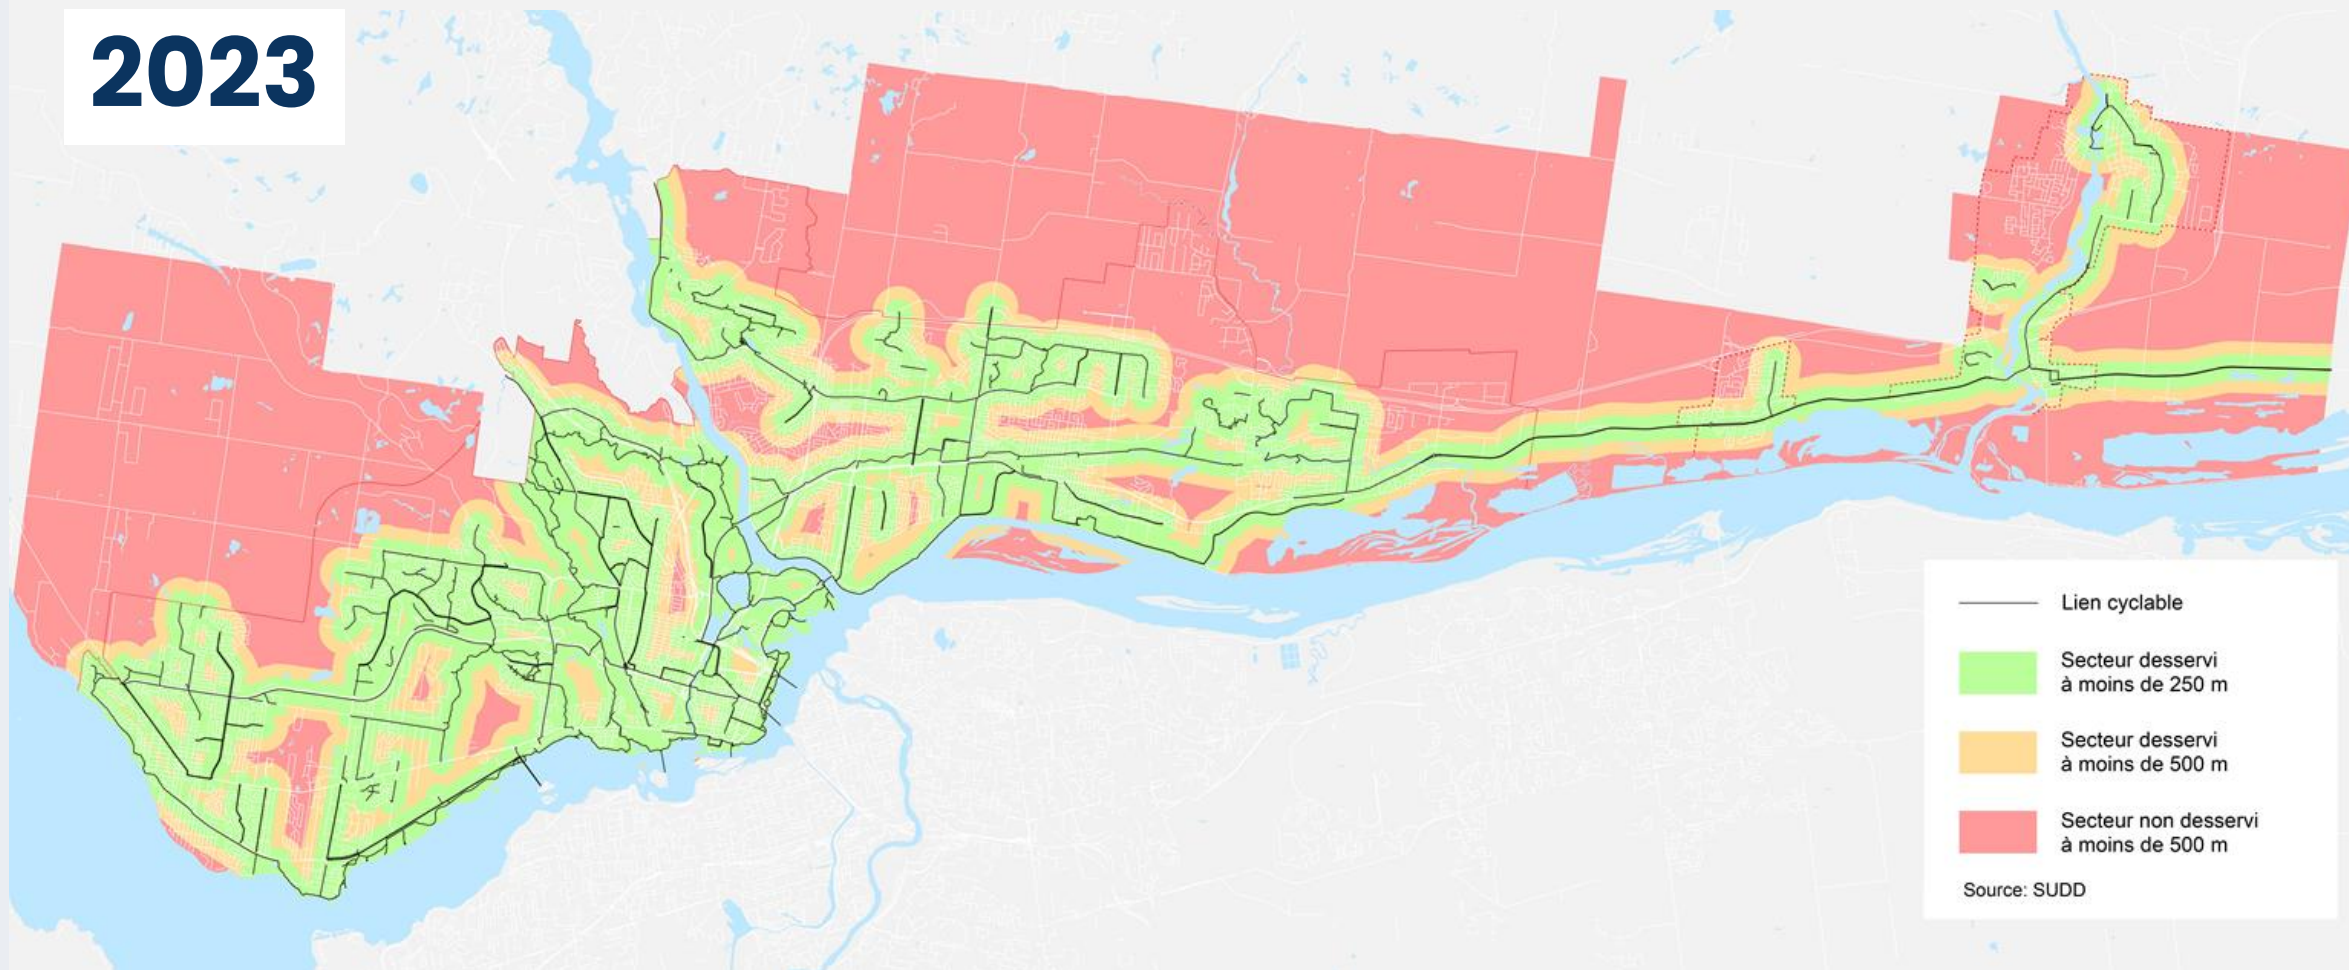 2023
Lien cyclable
Secteur desservi
à moins de 250 m
Secteur desservi
à moins de 500 m
Secteur non desservi
à moins de 500 m
Source: SUDD